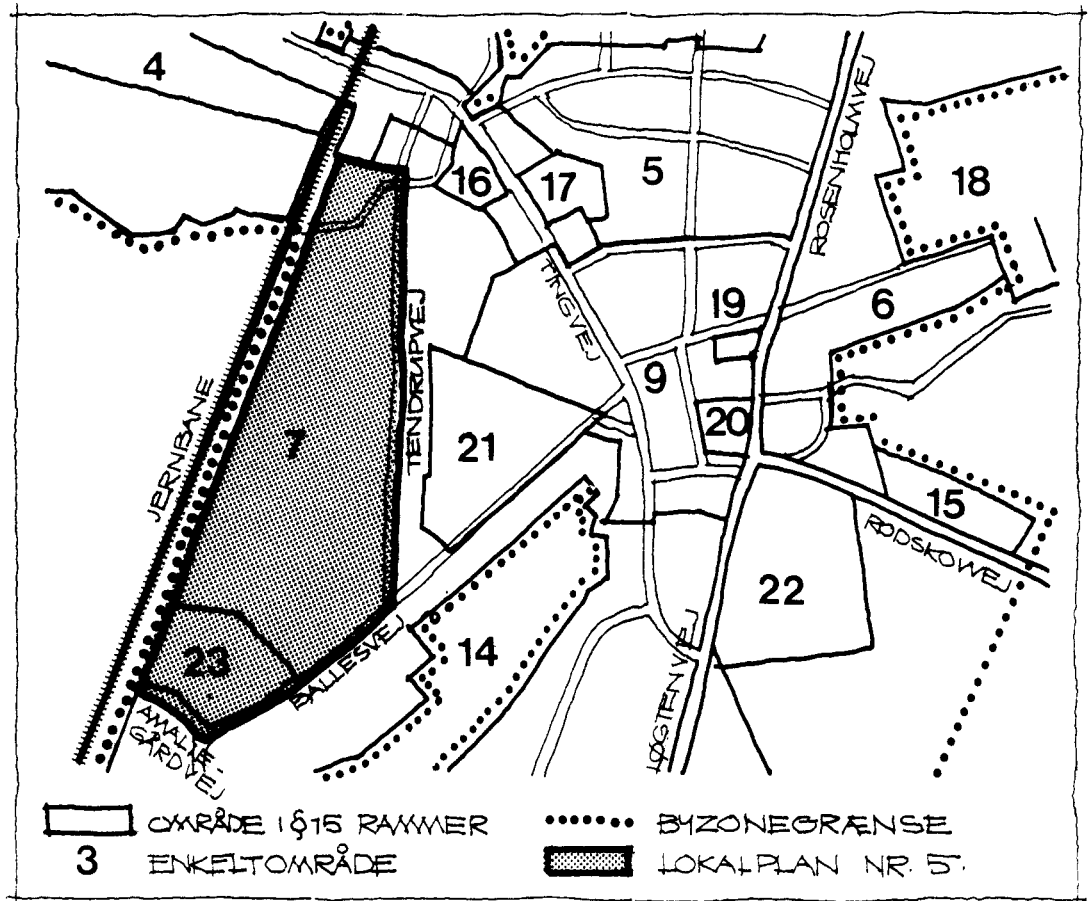 4
16
17
5
18
ROSENHOLMVEJ
TINGVEJ
19
6
TENDRUPVEJ
9
JERNBANE
7
21
20
15
RODSKOVVEJ
22
14
23
BALLESVEJ
LØGTENVEJ
AMALIE-
GÅRDVEJ
OMRÅDE I § 15 RAMMER
BYZONEGRÆNSE
3 ENKELTOMRÅDE
LOKALPLAN NR. 5.